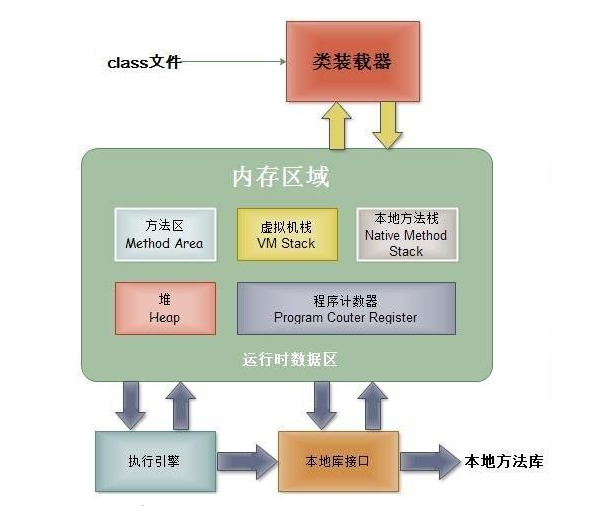 类装载器
class文件
内存区域
方法区
Method Area
虚拟机栈
VM Stack
本地方法栈
Native Method
Stack
堆
Heap
程序计数器
Program Couter Register
运行时数据区
执行引擎
本地库接口
本地方法库